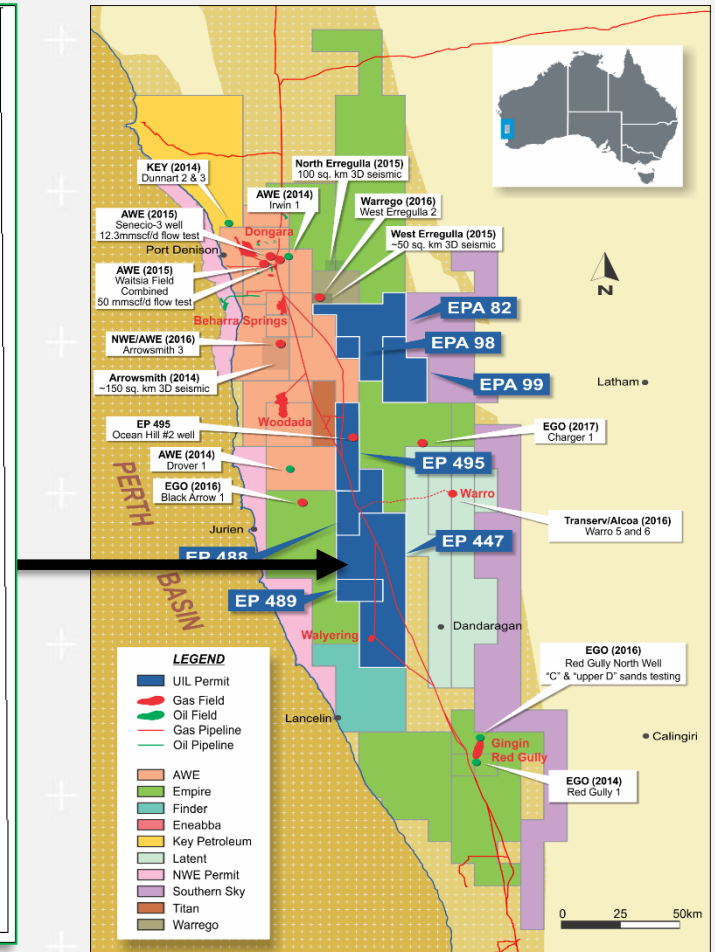 North Erregulla (2015)
100 sq. km 3D seismic
KEY (2014)
Dunnart 2 & 3
AWE (2014)
Irwin 1
Warrego (2016)
West Erregulla 2
AWE (2015)
Senecio-3 well
12.3mmscf/d flow test
Dongara
West Erregulla (2015)
~50 sq. km 3D seismic
Port Denison
AWE (2015)
Waitsia Field
Combined
50 mmscf/d flow test
N
EPA 82
Beharra Springs
EPA 98
NWE/AWE (2016)
Arrowsmith 3
EPA 99
Latham
Arrowsmith (2014)
~150 sq. km 3D seismic
Woodada
EP 495
Ocean Hill #2 well
EGO (2017)
Charger 1
AWE (2014)
Drover 1
EP 495
PERTH
BASIN
EGO (2016)
Black Arrow 1
Warro
Transerv/Alcoa (2016)
Warro 5 and 6
Jurien
EP 447
EP 488
EP 489
Walyering
Dandaragan
LEGEND
UIL Permit
Gas Field
Oil Field
Gas Pipeline
Oil Pipeline
AWE
Empire
Finder
Eneabba
Key Petroleum
Latent
NWE Permit
Southern Sky
Titan
Warrego
EGO (2016)
Red Gully North Well
"C" & "upper D" sands testing
Lancelin
Calingiri
Gingin
Red Gully
EGO (2014)
Red Gully 1
0 25 50km